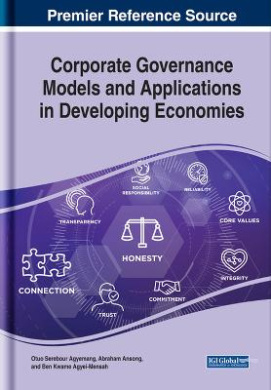 Premier Reference Source
Corporate Governance
Models and Applications
in Developing Economies
SOCIAL
RESPONSIBILITY
RELIABILITY
TRANSPARENCY
CORE VALUES
HONESTY
CONNECTION
INTEGRITY
COMMITMENT
TRUST
Otuo Serebour Agyemang, Abraham Ansong,
and Ben Kwame Agyei-Mensah
IGI Global